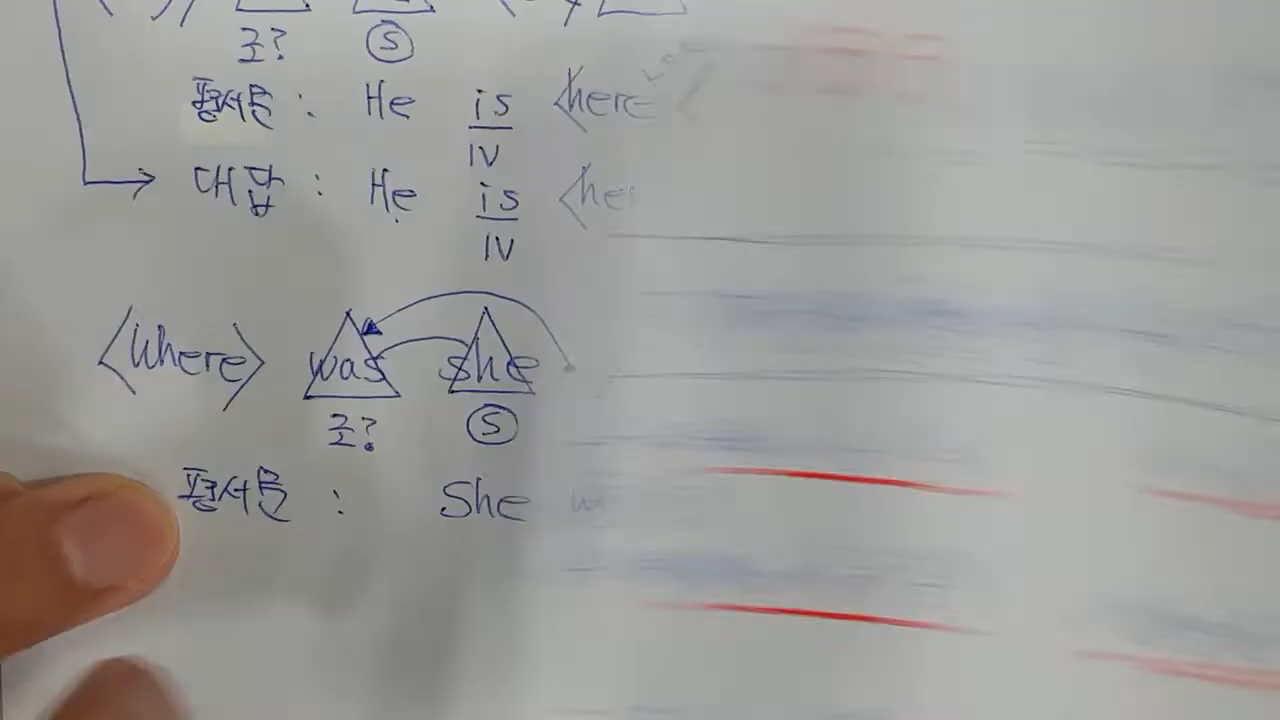 조? S
평서문 : He is <here
IV
대답 : He is <he
IV
<Where> was she
조? S
평서문 : She